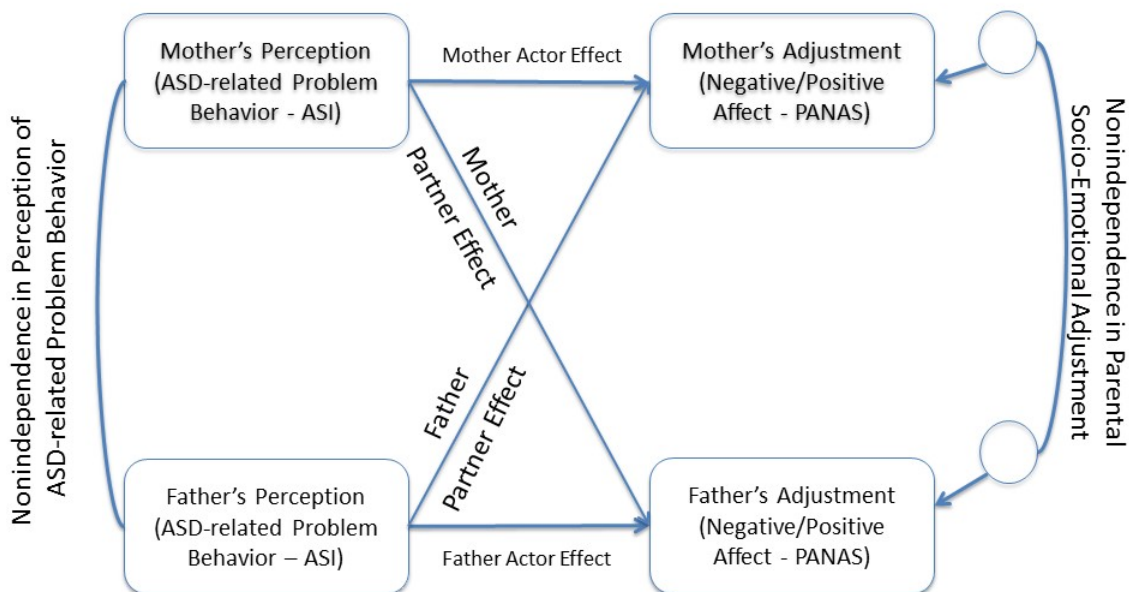 Mother's Perception
(ASD-related Problem
Behavior - ASI)
Mother Actor Effect
Mother's Adjustment
(Negative/Positive
Affect - PANAS)
Nonindependence in Perception of
ASD-related Problem Behavior
Mother
Partner Effect
Father
Partner Effect
Nonindependence in Parental
Socio-Emotional Adjustment
Father's Perception
(ASD-related Problem
Behavior – ASI)
Father Actor Effect
Father's Adjustment
(Negative/Positive
Affect - PANAS)